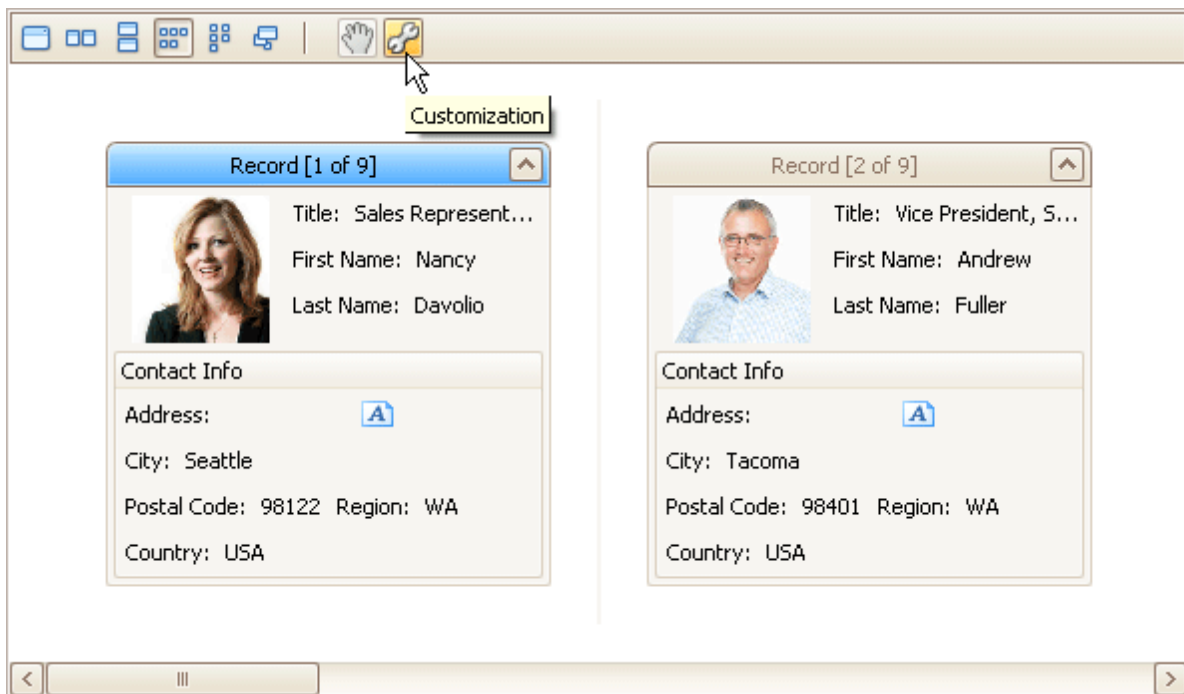 Customization
Record [1 of 9]
Title: Sales Represent...
First Name: Nancy
Last Name: Davolio
Contact Info
Address: A
City: Seattle
Postal Code: 98122 Region: WA
Country: USA
Record [2 of 9]
Title: Vice President, S...
First Name: Andrew
Last Name: Fuller
Contact Info
Address: A
City: Tacoma
Postal Code: 98401 Region: WA
Country: USA